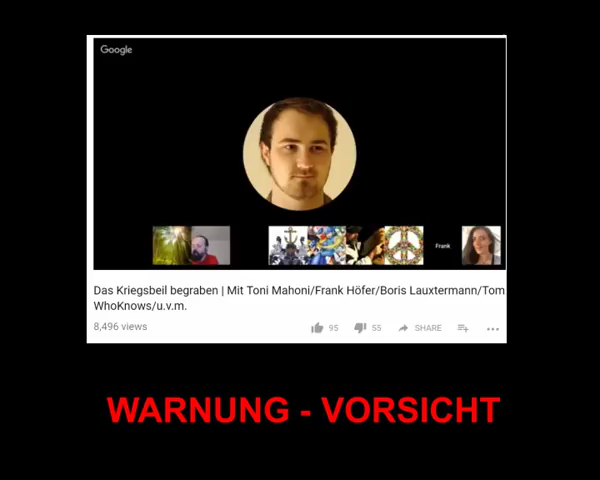 Google
Frank
Das Kriegsbeil begraben | Mit Toni Mahoni/Frank Höfer/Boris Lauxtermann/Tom
WhoKnows/u.v.m.
8,496 views
95 55 SHARE
WARNUNG - VORSICHT